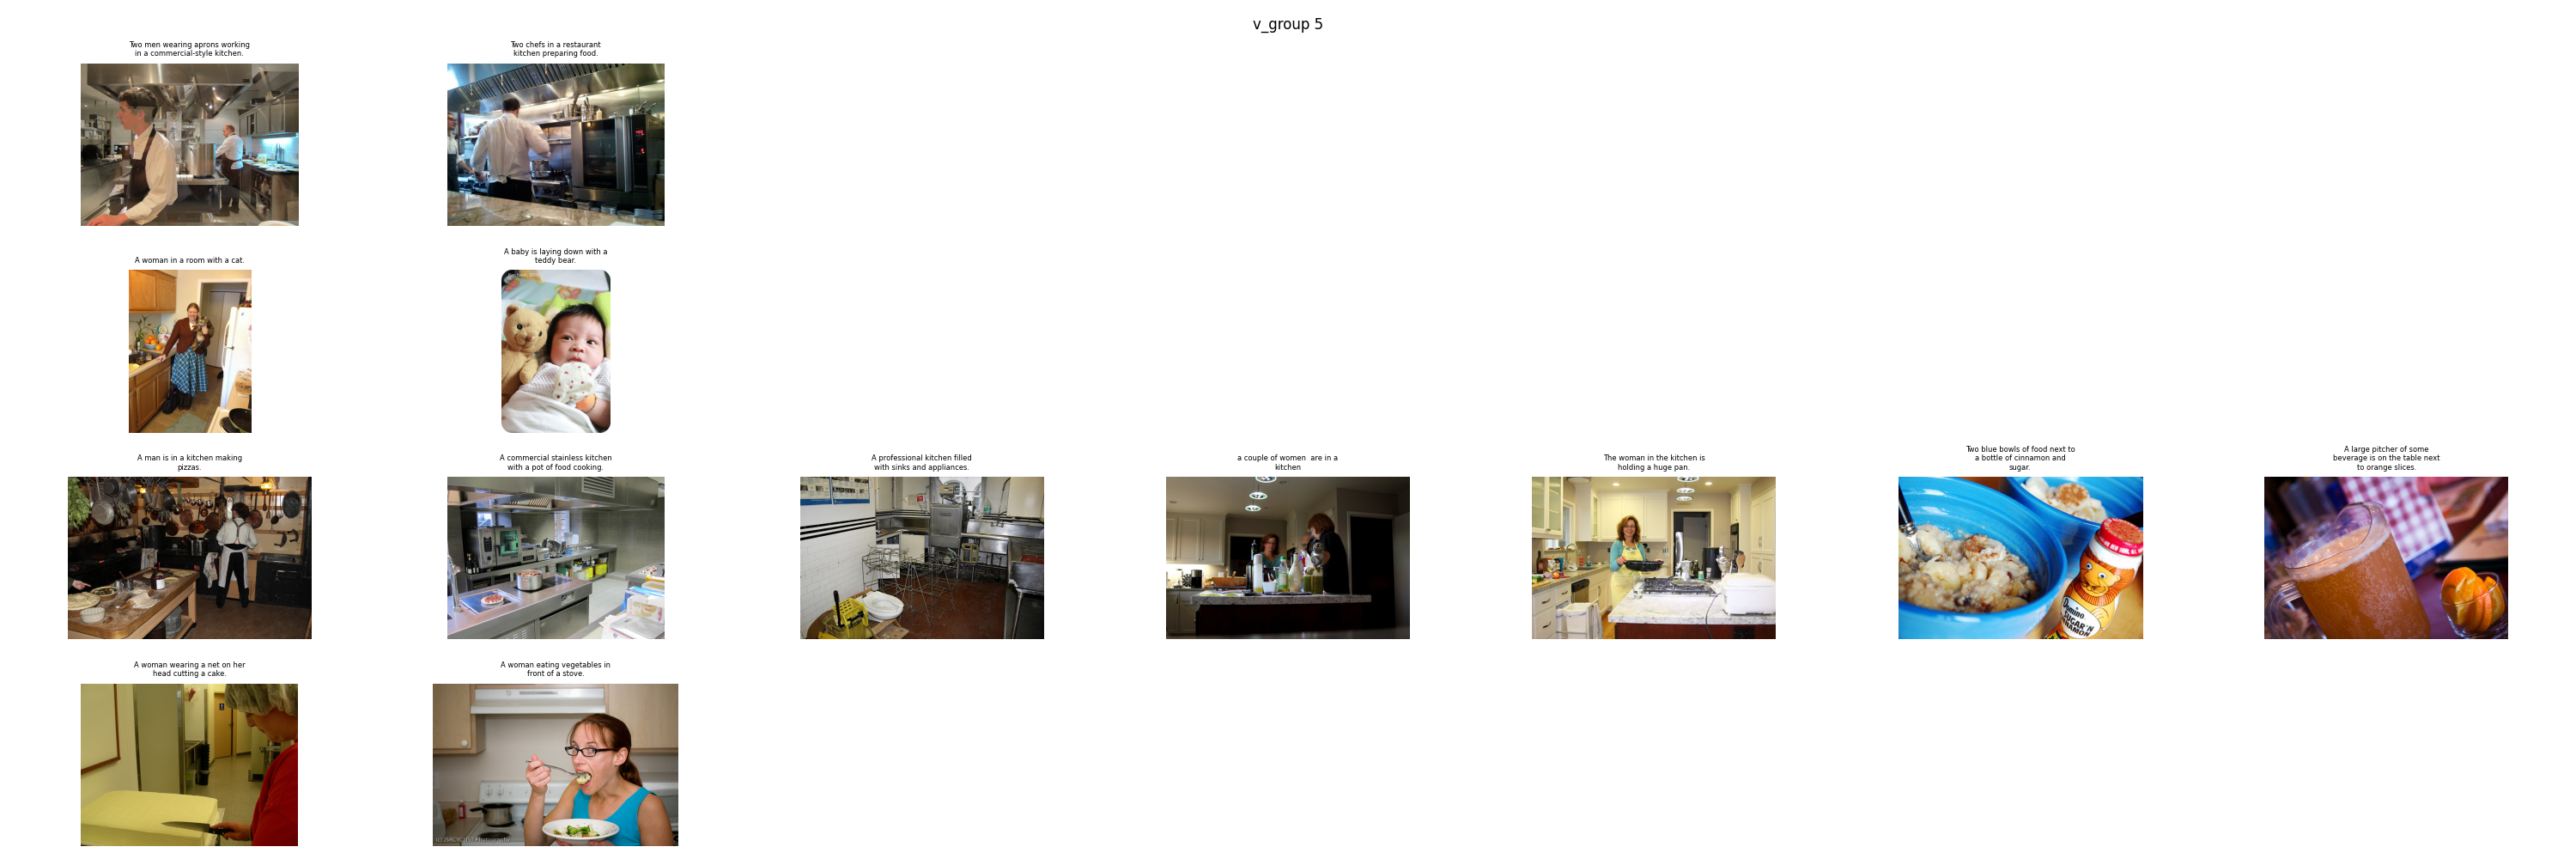 v_group 5
Two men wearing aprons working
in a commercial-style kitchen.
Two chefs in a restaurant
kitchen preparing food.
A woman in a room with a cat.
A baby is laying down with a
teddy bear.
A man is in a kitchen making
pizzas.
A commercial stainless kitchen
with a pot of food cooking.
A professional kitchen filled
with sinks and appliances.
a couple of women  are in a
kitchen
The woman in the kitchen is
holding a huge pan.
Two blue bowls of food next to
a bottle of cinnamon and
sugar.
A large pitcher of some
beverage is on the table next
to orange slices.
Domino
SUGAR'N
A woman wearing a net on her
head cutting a cake.
A woman eating vegetables in
front of a stove.